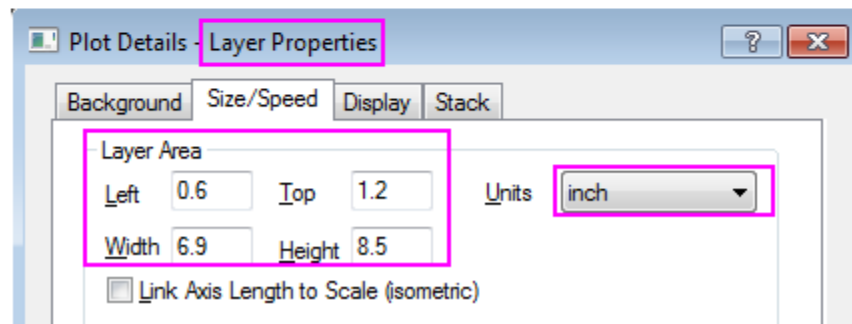 Plot Details - Layer Properties
Background Size/Speed Display Stack
Layer Area
Left 0.6 Top 1.2 Units inch
Width 6.9 Height 8.5
Link Axis Length to Scale (isometric)